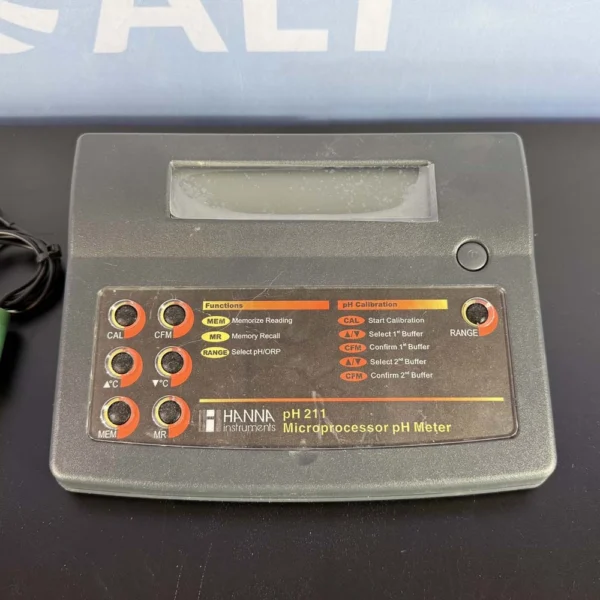 ALT
Functions
MEM Memorize Reading
MR Memory Recall
RANGE Select pH/ORP
pH Calibration
CAL Start Calibration
▲/▼ Select 1st Buffer
CFM Confirm 1st Buffer
▲/▼ Select 2nd Buffer
CFM Confirm 2nd Buffer
RANGE
CAL
CFM
▲°C
▼°C
MEM
MR
HANNA
instruments
pH 211
Microprocessor pH Meter